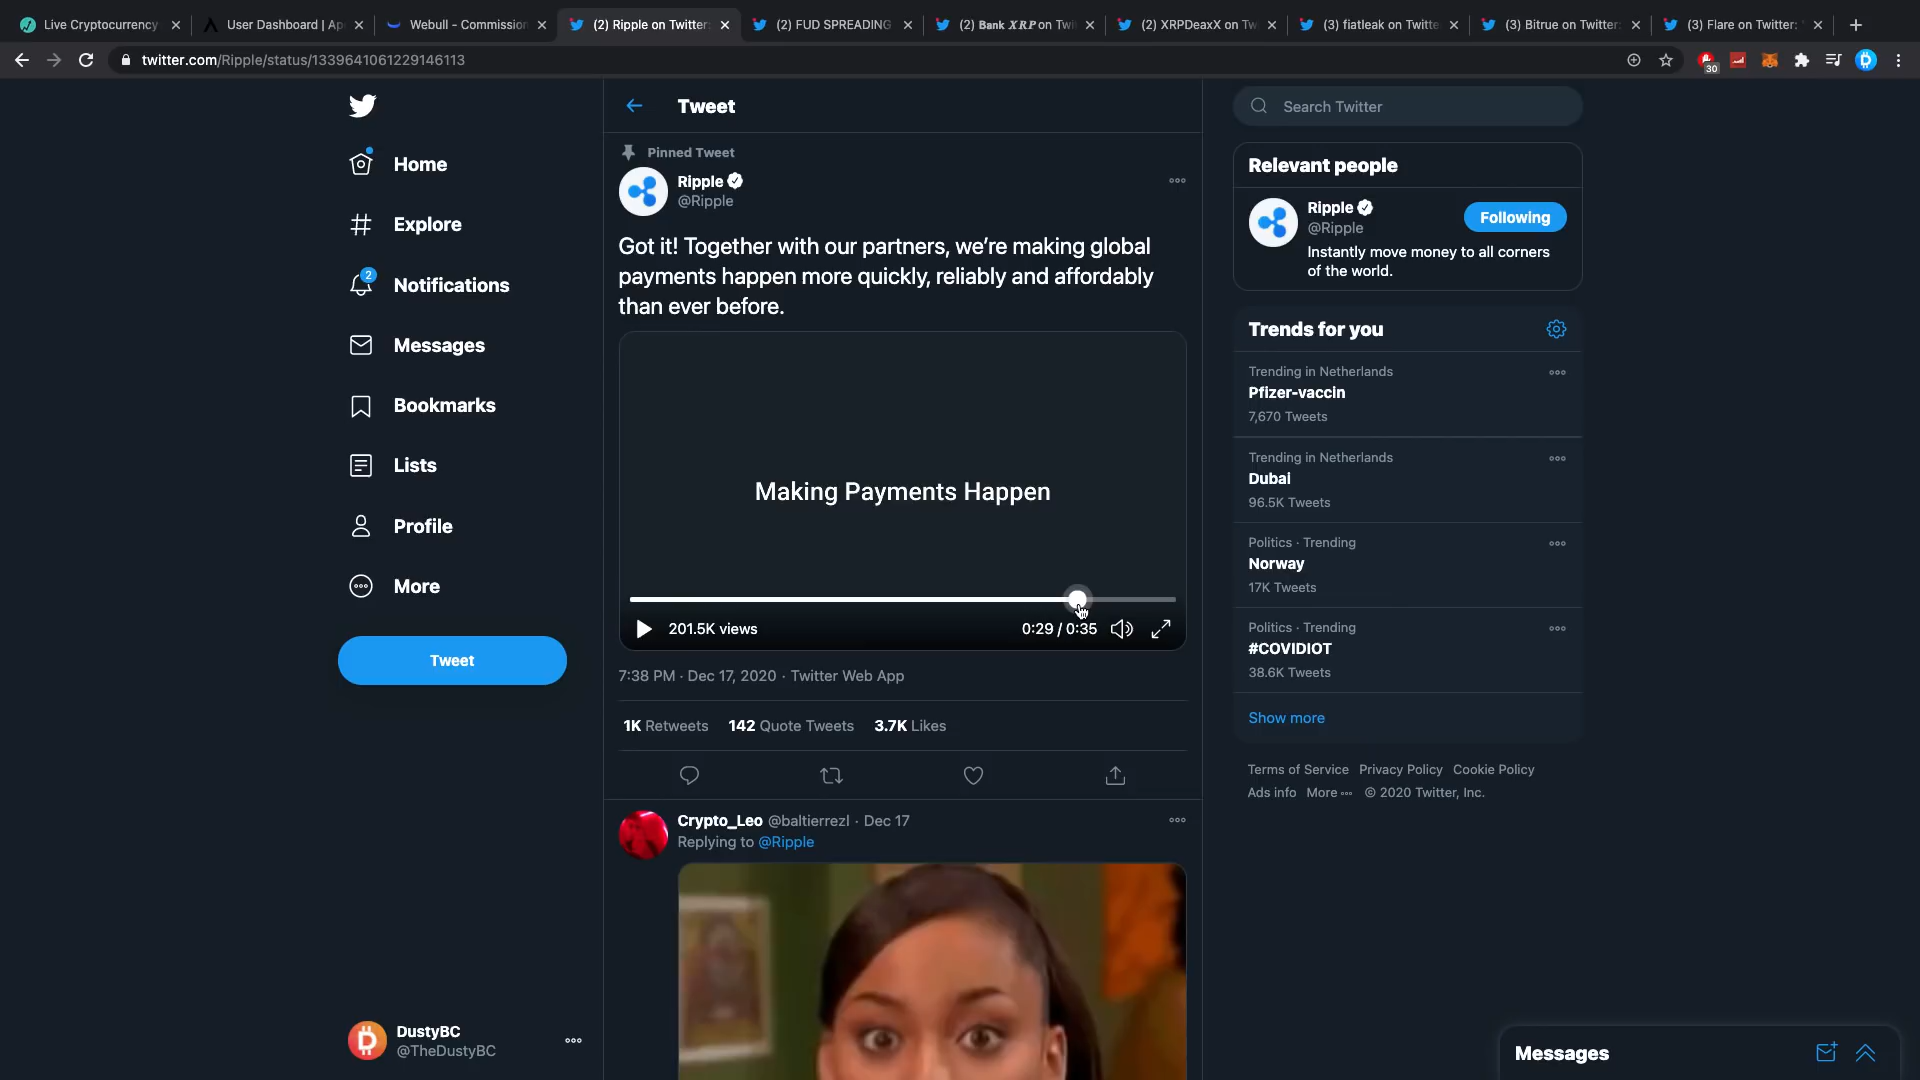 Live Cryptocurrency
User Dashboard | Ap
Webull - Commission
(2) Ripple on Twitter:
(2) FUD SPREADING
(2) Bank XRP on Twi
(2) XRPDeaxX on Tw
(3) fiatleak on Twitte
(3) Bitrue on Twitter:
(3) Flare on Twitter: "
twitter.com/Ripple/status/1339641061229146113
30
Home
Explore
2
Notifications
Messages
Bookmarks
Lists
Profile
More
Tweet
DustyBC
@TheDustyBC
Tweet
Pinned Tweet
Ripple
@Ripple
Got it! Together with our partners, we're making global
payments happen more quickly, reliably and affordably
than ever before.
Making Payments Happen
201.5K views
0:29 / 0:35
7:38 PM · Dec 17, 2020 · Twitter Web App
1K Retweets 142 Quote Tweets 3.7K Likes
Crypto_Leo @baltierrezl · Dec 17
Replying to @Ripple
Search Twitter
Relevant people
Ripple
@Ripple
Following
Instantly move money to all corners
of the world.
Trends for you
Trending in Netherlands
Pfizer-vaccin
7,670 Tweets
Trending in Netherlands
Dubai
96.5K Tweets
Politics · Trending
Norway
17K Tweets
Politics · Trending
#COVIDIOT
38.6K Tweets
Show more
Terms of Service Privacy Policy Cookie Policy
Ads info More ··· © 2020 Twitter, Inc.
Messages